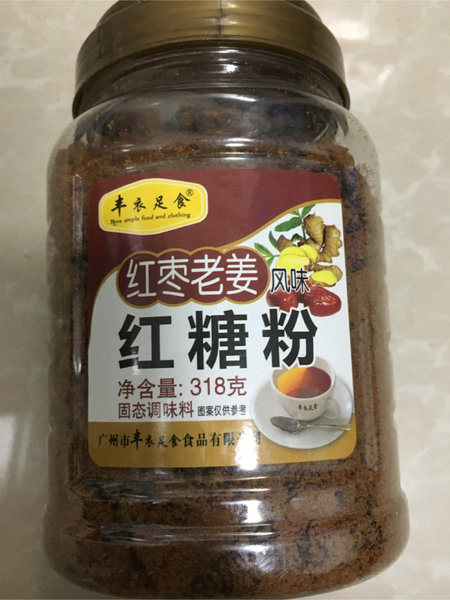 丰衣足食®
Have ample food and clothing
红枣老姜风味
红糖粉
净含量: 318克
固态调味料 图案仅供参考
丰衣足食
广州市丰衣足食食品有限公司